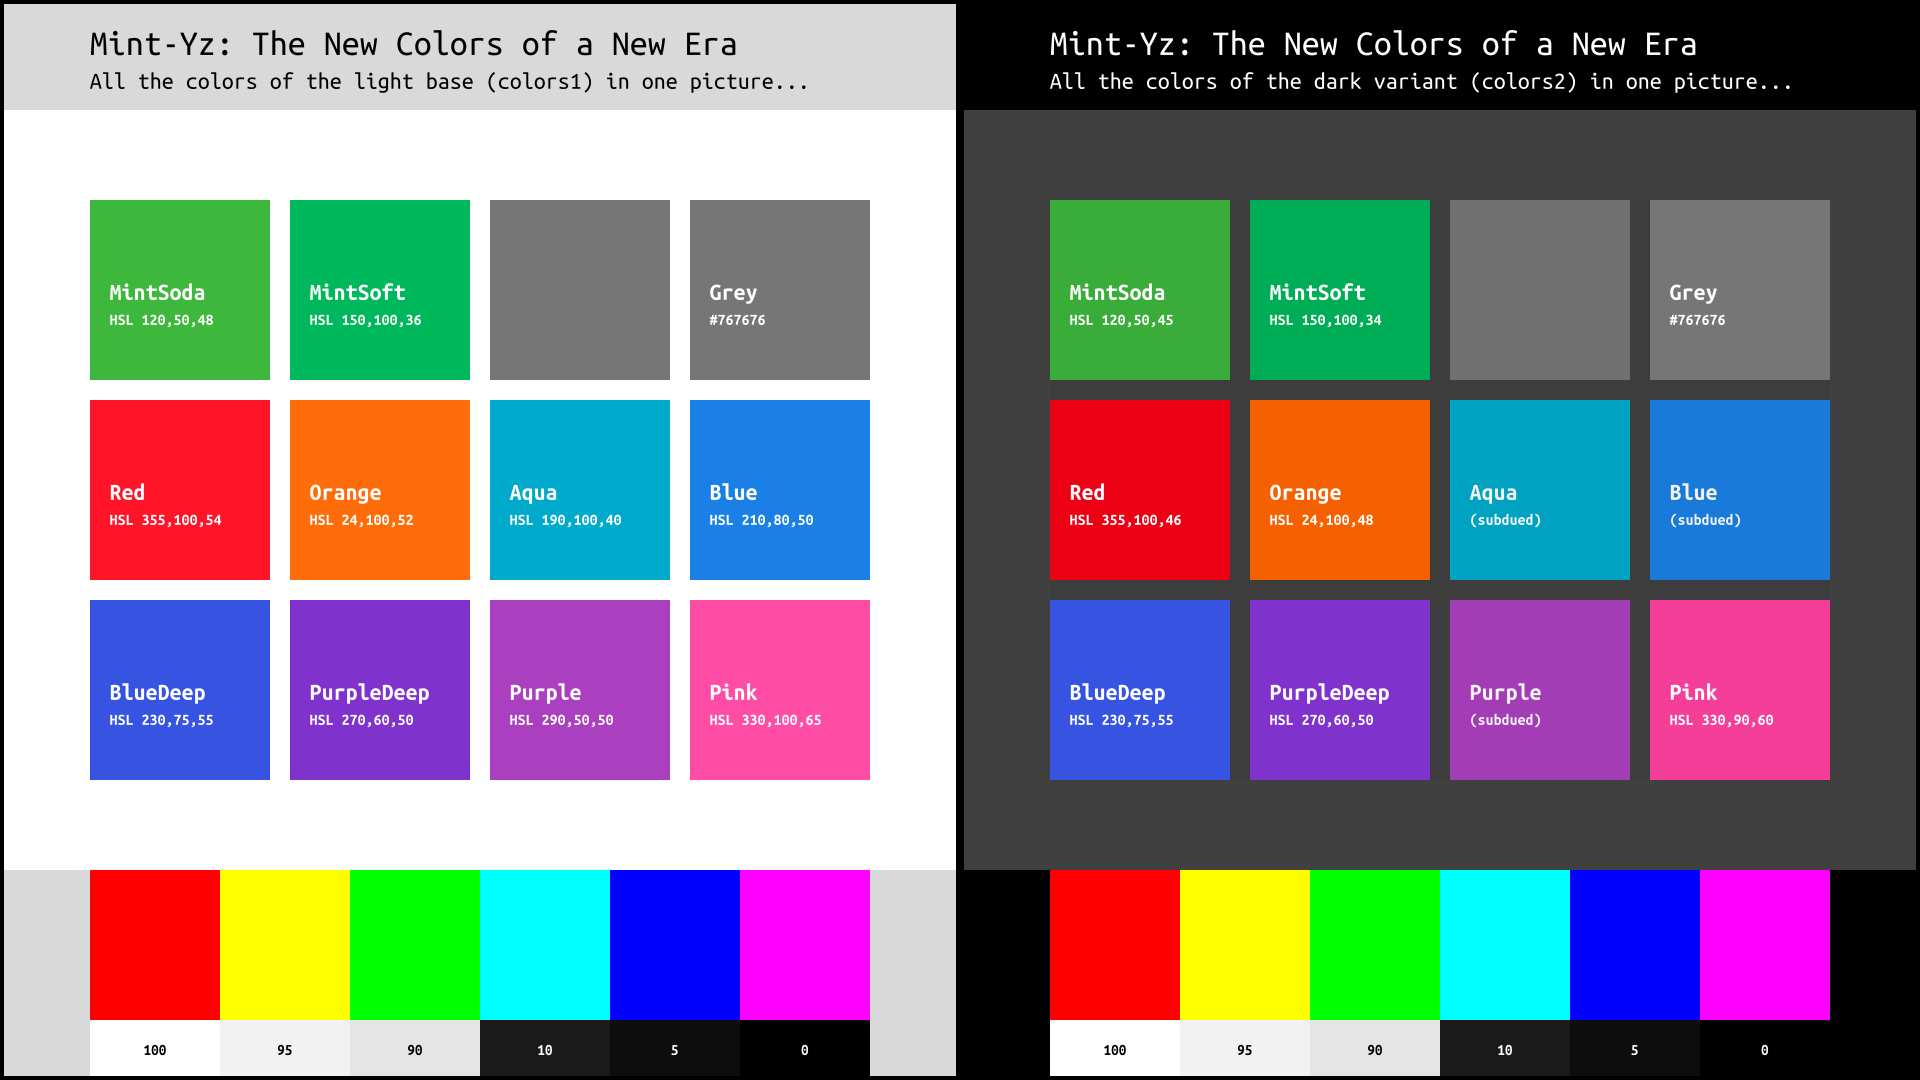 Mint-Yz: The New Colors of a New Era
All the colors of the light base (colors1) in one picture...
MintSoda
HSL 120,50,48
MintSoft
HSL 150,100,36
Grey
#767676
Red
HSL 355,100,54
Orange
HSL 24,100,52
Aqua
HSL 190,100,40
Blue
HSL 210,80,50
BlueDeep
HSL 230,75,55
PurpleDeep
HSL 270,60,50
Purple
HSL 290,50,50
Pink
HSL 330,100,65
100
95
90
10
5
0
Mint-Yz: The New Colors of a New Era
All the colors of the dark variant (colors2) in one picture...
MintSoda
HSL 120,50,45
MintSoft
HSL 150,100,34
Grey
#767676
Red
HSL 355,100,46
Orange
HSL 24,100,48
Aqua
(subdued)
Blue
(subdued)
BlueDeep
HSL 230,75,55
PurpleDeep
HSL 270,60,50
Purple
(subdued)
Pink
HSL 330,90,60
100
95
90
10
5
0